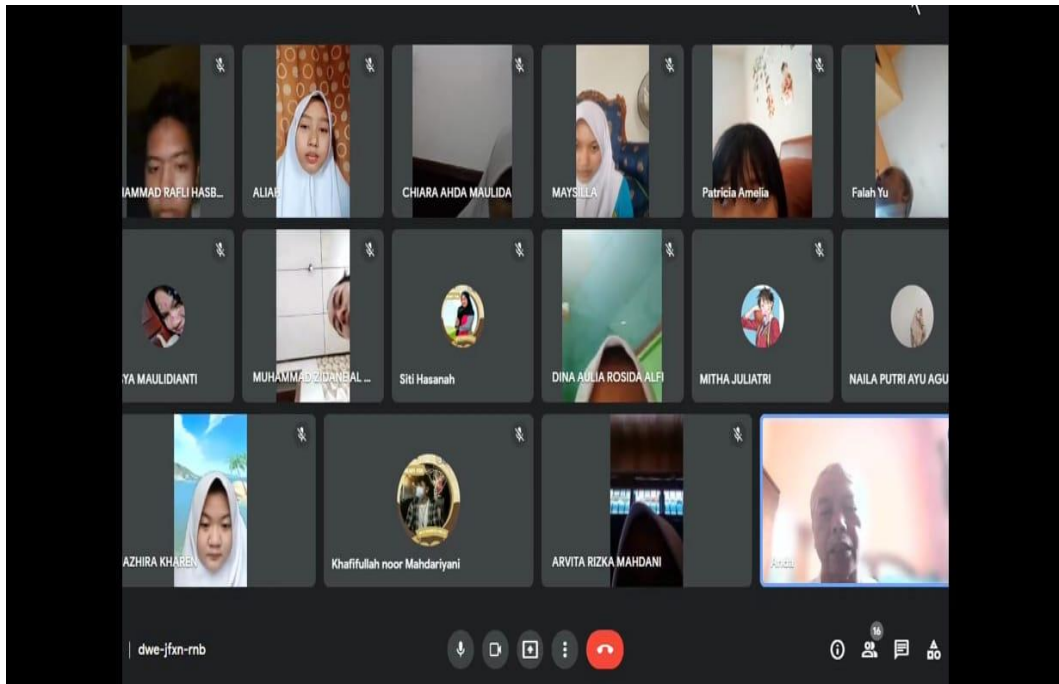 AMMAD RAFLI HASB...
ALIAH
CHIARA AHDA MAULIDA
MAYSILLA
Patricia Amelia
Falah Yu
YA MAULIDIANTI
MUHAMMAD ZIDANE AL ...
Siti Hasanah
DINA AULIA ROSIDA ALFI
MITHA JULIATRI
NAILA PUTRI AYU AGU
AZHIRA KHAREN
Khafifullah noor Mahdariyani
ARVITA RIZKA MAHDANI
Anda
dwe-jfxn-rnb
16